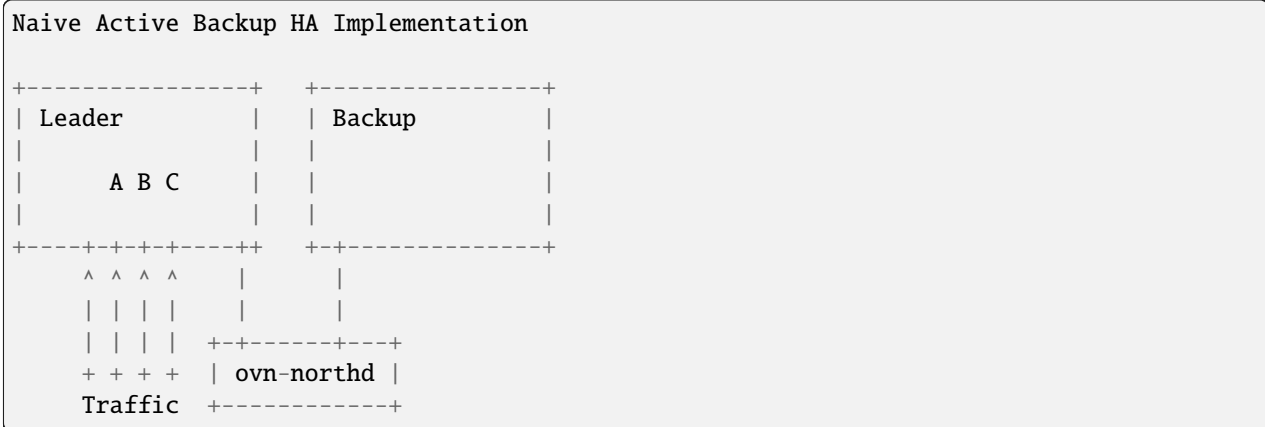 Naive Active Backup HA Implementation

+----------------+   +----------------+
| Leader         |   | Backup         |
|                |   |                |
|      A B C     |   |                |
|                |   |                |
+----+-+-+-+----++   +-+--------------+
     ^ ^ ^ ^    |      |
     | | | |    |      |
     | | | |  +-+------+---+
     + + + +  | ovn-northd |
     Traffic  +------------+